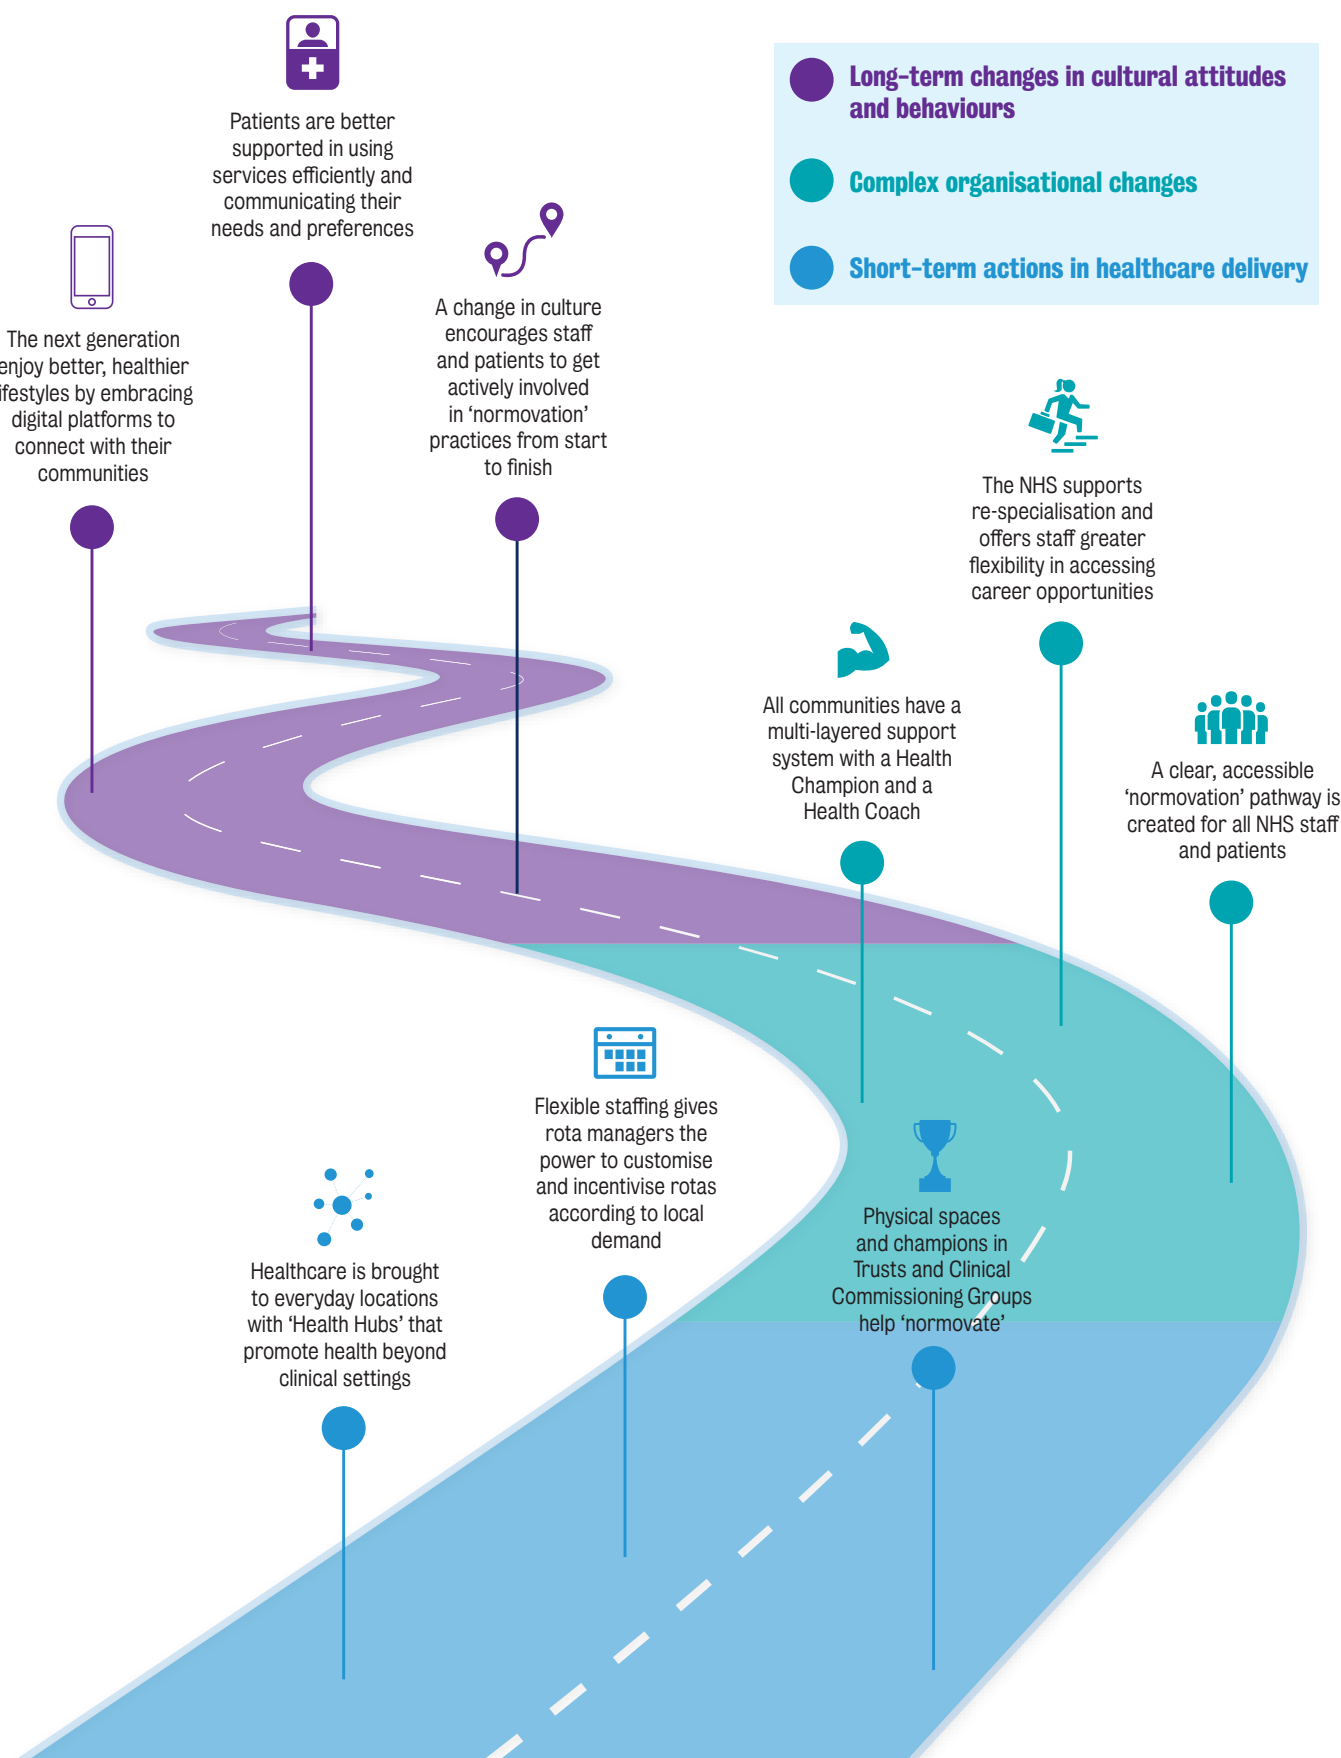 Long-term changes in cultural attitudes
and behaviours
Complex organisational changes
Short-term actions in healthcare delivery
Patients are better
supported in using
services efficiently and
communicating their
needs and preferences
A change in culture
encourages staff
and patients to get
actively involved
in ‘normovation’
practices from start
to finish
The next generation
enjoy better, healthier
lifestyles by embracing
digital platforms to
connect with their
communities
The NHS supports
re-specialisation and
offers staff greater
flexibility in accessing
career opportunities
All communities have a
multi-layered support
system with a Health
Champion and a
Health Coach
A clear, accessible
‘normovation’ pathway is
created for all NHS staff
and patients
Flexible staffing gives
rota managers the
power to customise
and incentivise rotas
according to local
demand
Physical spaces
and champions in
Trusts and Clinical
Commissioning Groups
help ‘normovate’
Healthcare is brought
to everyday locations
with ‘Health Hubs’ that
promote health beyond
clinical settings